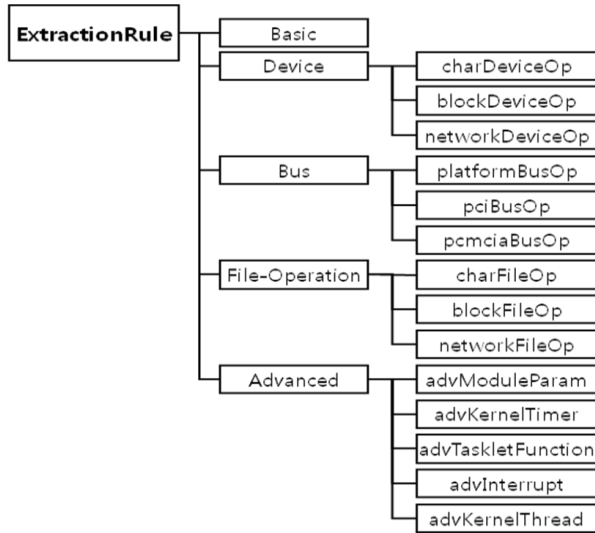 ExtractionRule
Basic
Device
charDeviceOp
blockDeviceOp
networkDeviceOp
Bus
platformBusOp
pciBusOp
pcmciaBusOp
File-Operation
charFileOp
blockFileOp
networkFileOp
Advanced
advModuleParam
advKernelTimer
advTaskletFunction
advInterrupt
advKernelThread